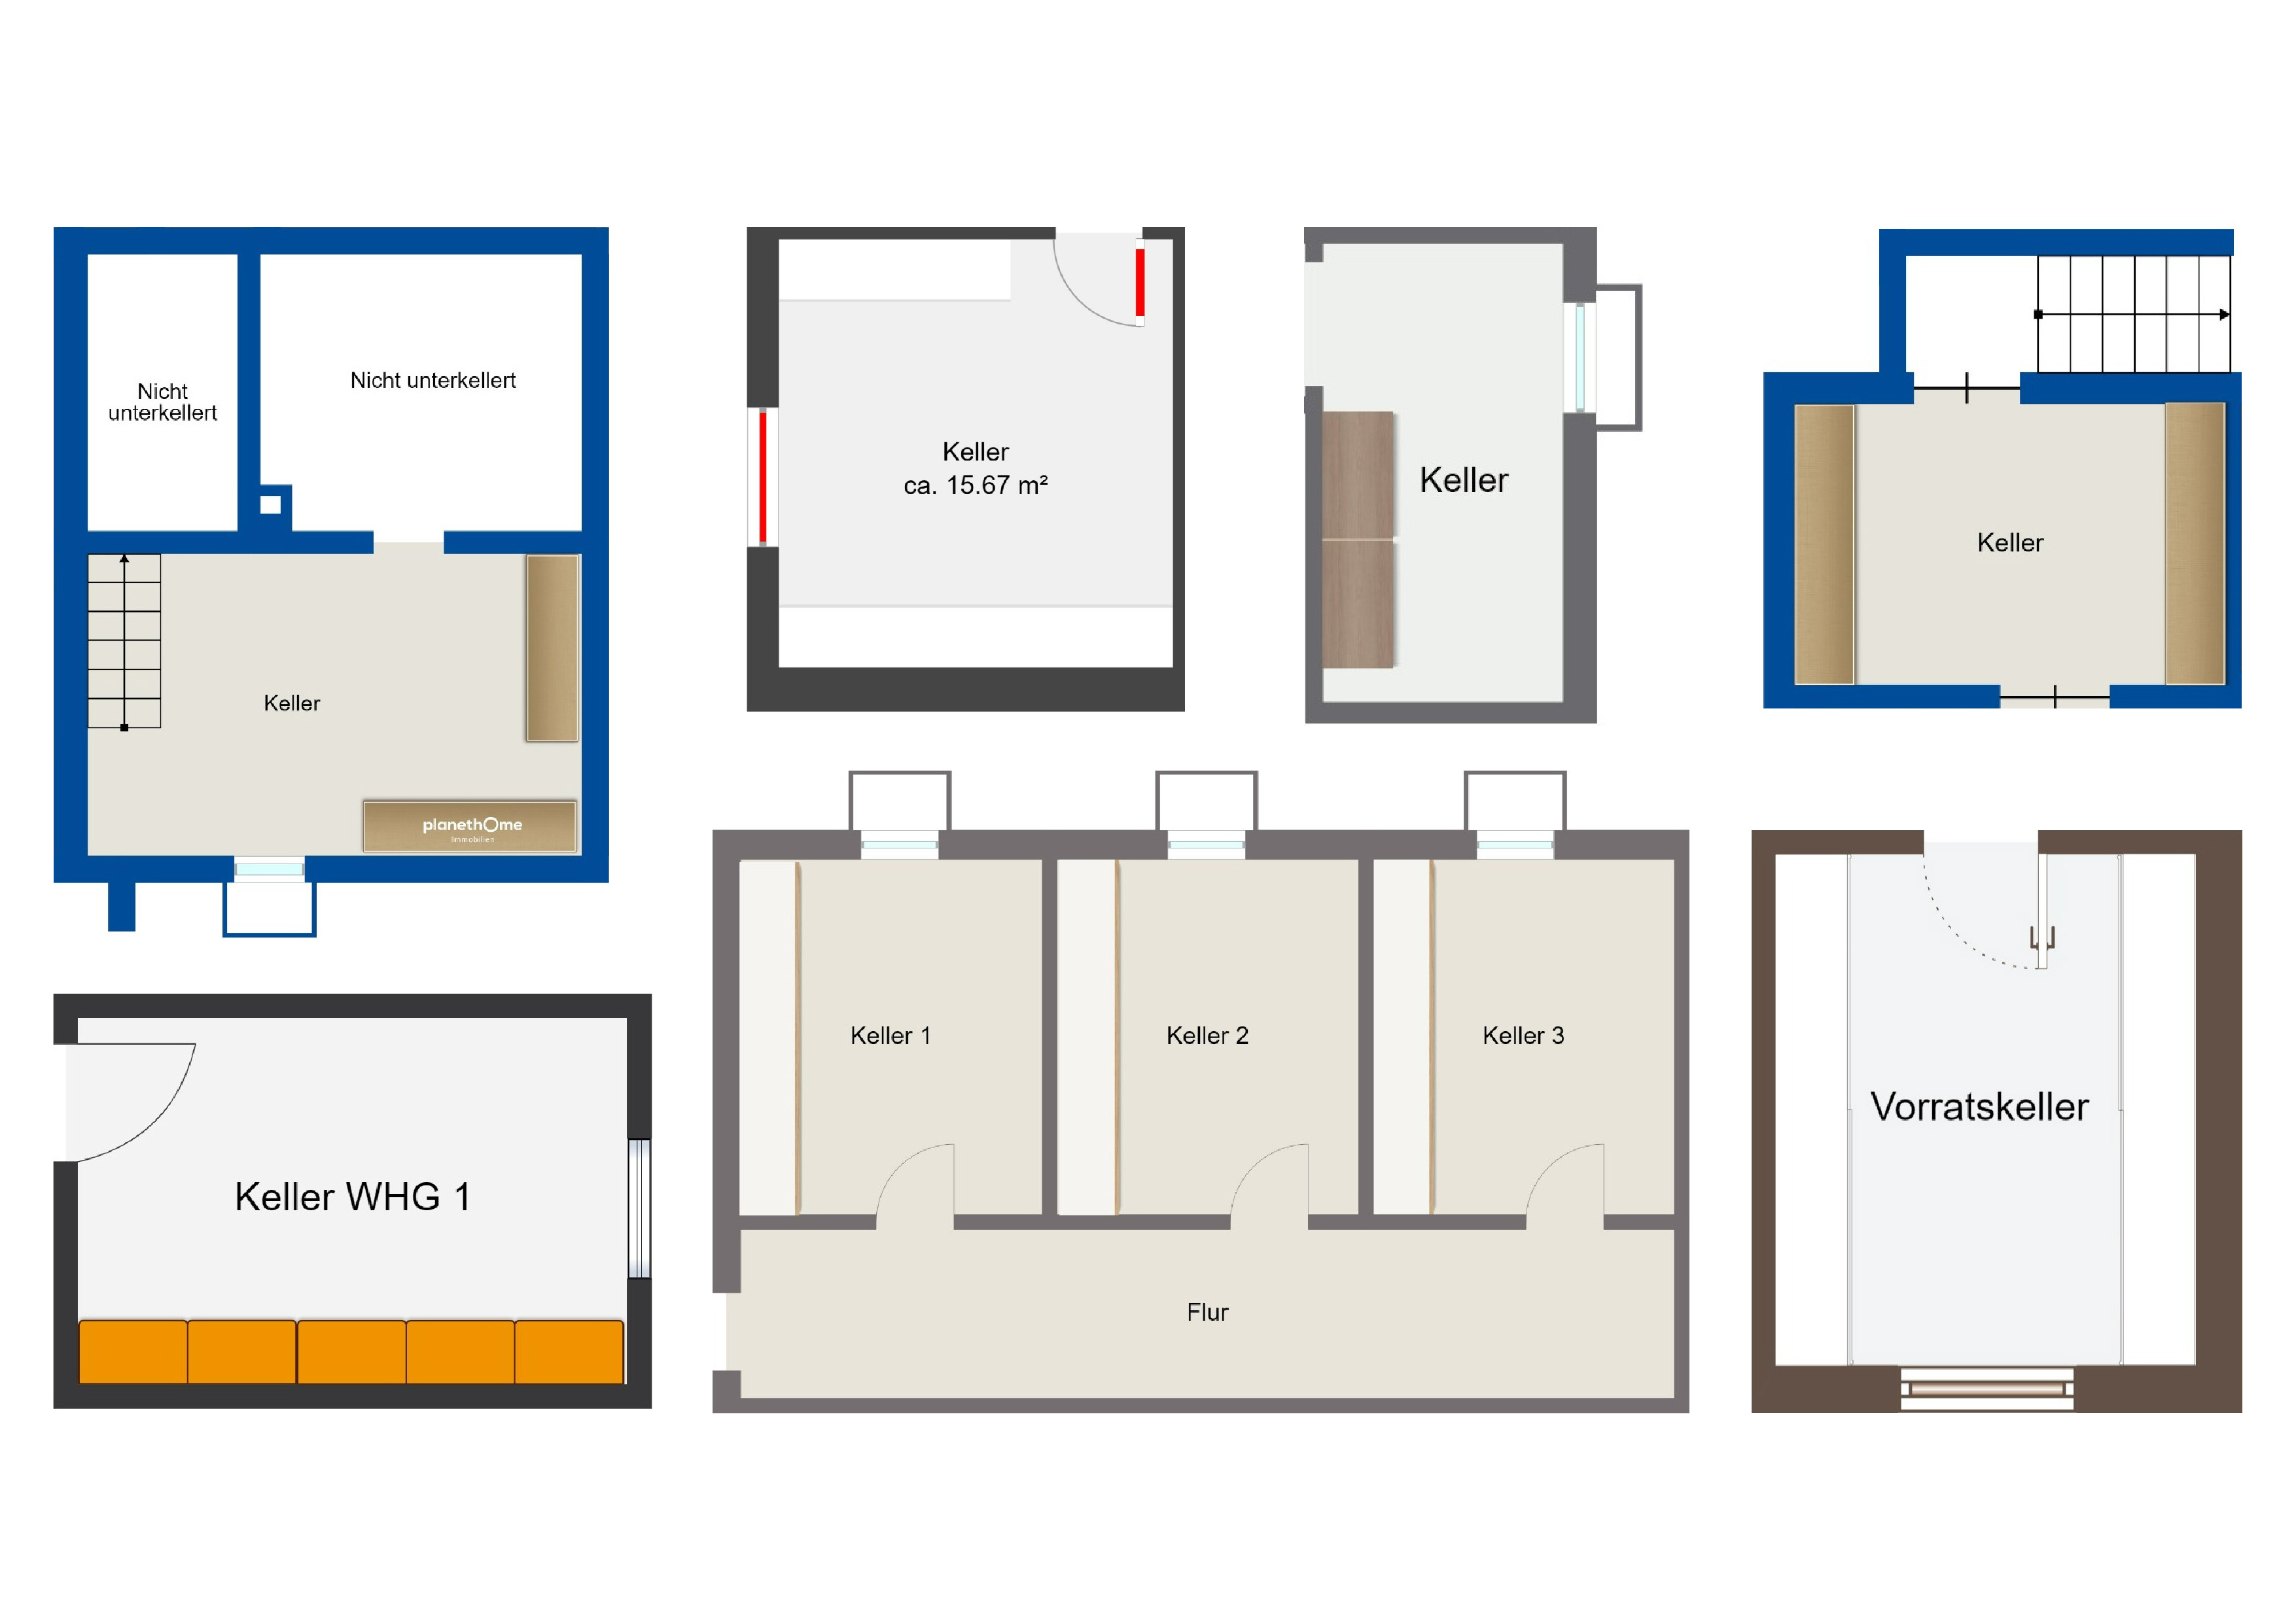 Nicht
unterkellert
Nicht unterkellert
Keller
planethome
Immobilien
Keller
ca. 15.67 m²
Keller
Keller
Keller WHG 1
Keller 1
Keller 2
Keller 3
Flur
Vorratskeller